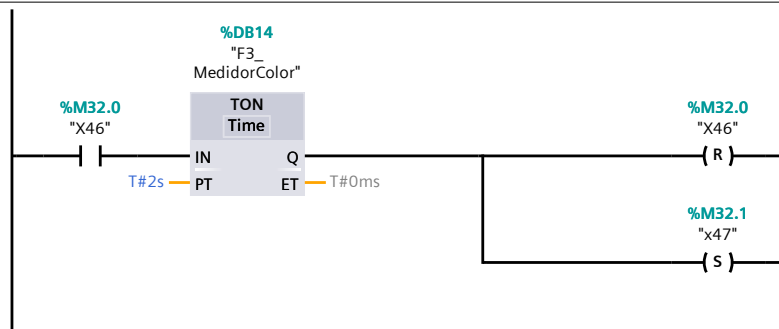 %DB14
"F3_
MedidorColor"
%M32.0
"X46"
TON
Time
IN
Q
T#2s
PT
ET
T#0ms
%M32.0
"X46"
R
%M32.1
"x47"
S